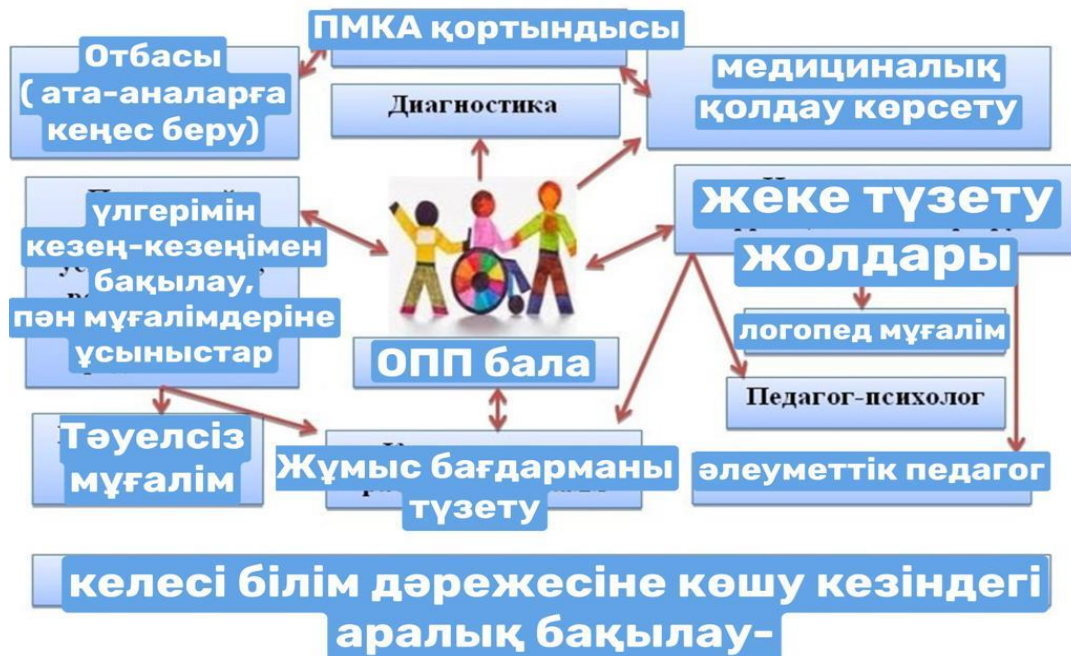 ПМКА қортындысы
Отбасы
( ата-аналарға
кеңес беру)
Диагностика
медициналық
қолдау көрсету
үлгерімін
кезең-кезеңімен
бақылау,
пән мұғалімдеріне
ұсыныстар
жеке түзету
жолдары
логопед мұғалім
ОПП бала
Педагог-психолог
Тәуелсіз
мұғалім
Жұмыс бағдарманы
түзету
әлеуметтік педагог
келесі білім дәрежесіне көшу кезіндегі
аралық бақылау-